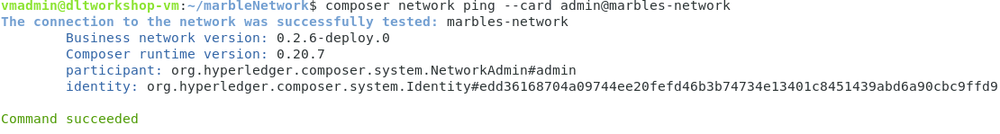 vmadmin@dltworkshop-vm:~/marbleNetwork$ composer network ping --card admin@marbles-network
The connection to the network was successfully tested: marbles-network
Business network version: 0.2.6-deploy.0
Composer runtime version: 0.20.7
participant: org.hyperledger.composer.system.NetworkAdmin#admin
identity: org.hyperledger.composer.system.Identity#edd36168704a09744ee20fefd46b3b74734e13401c8451439abd6a90cbc9ffd9
Command succeeded